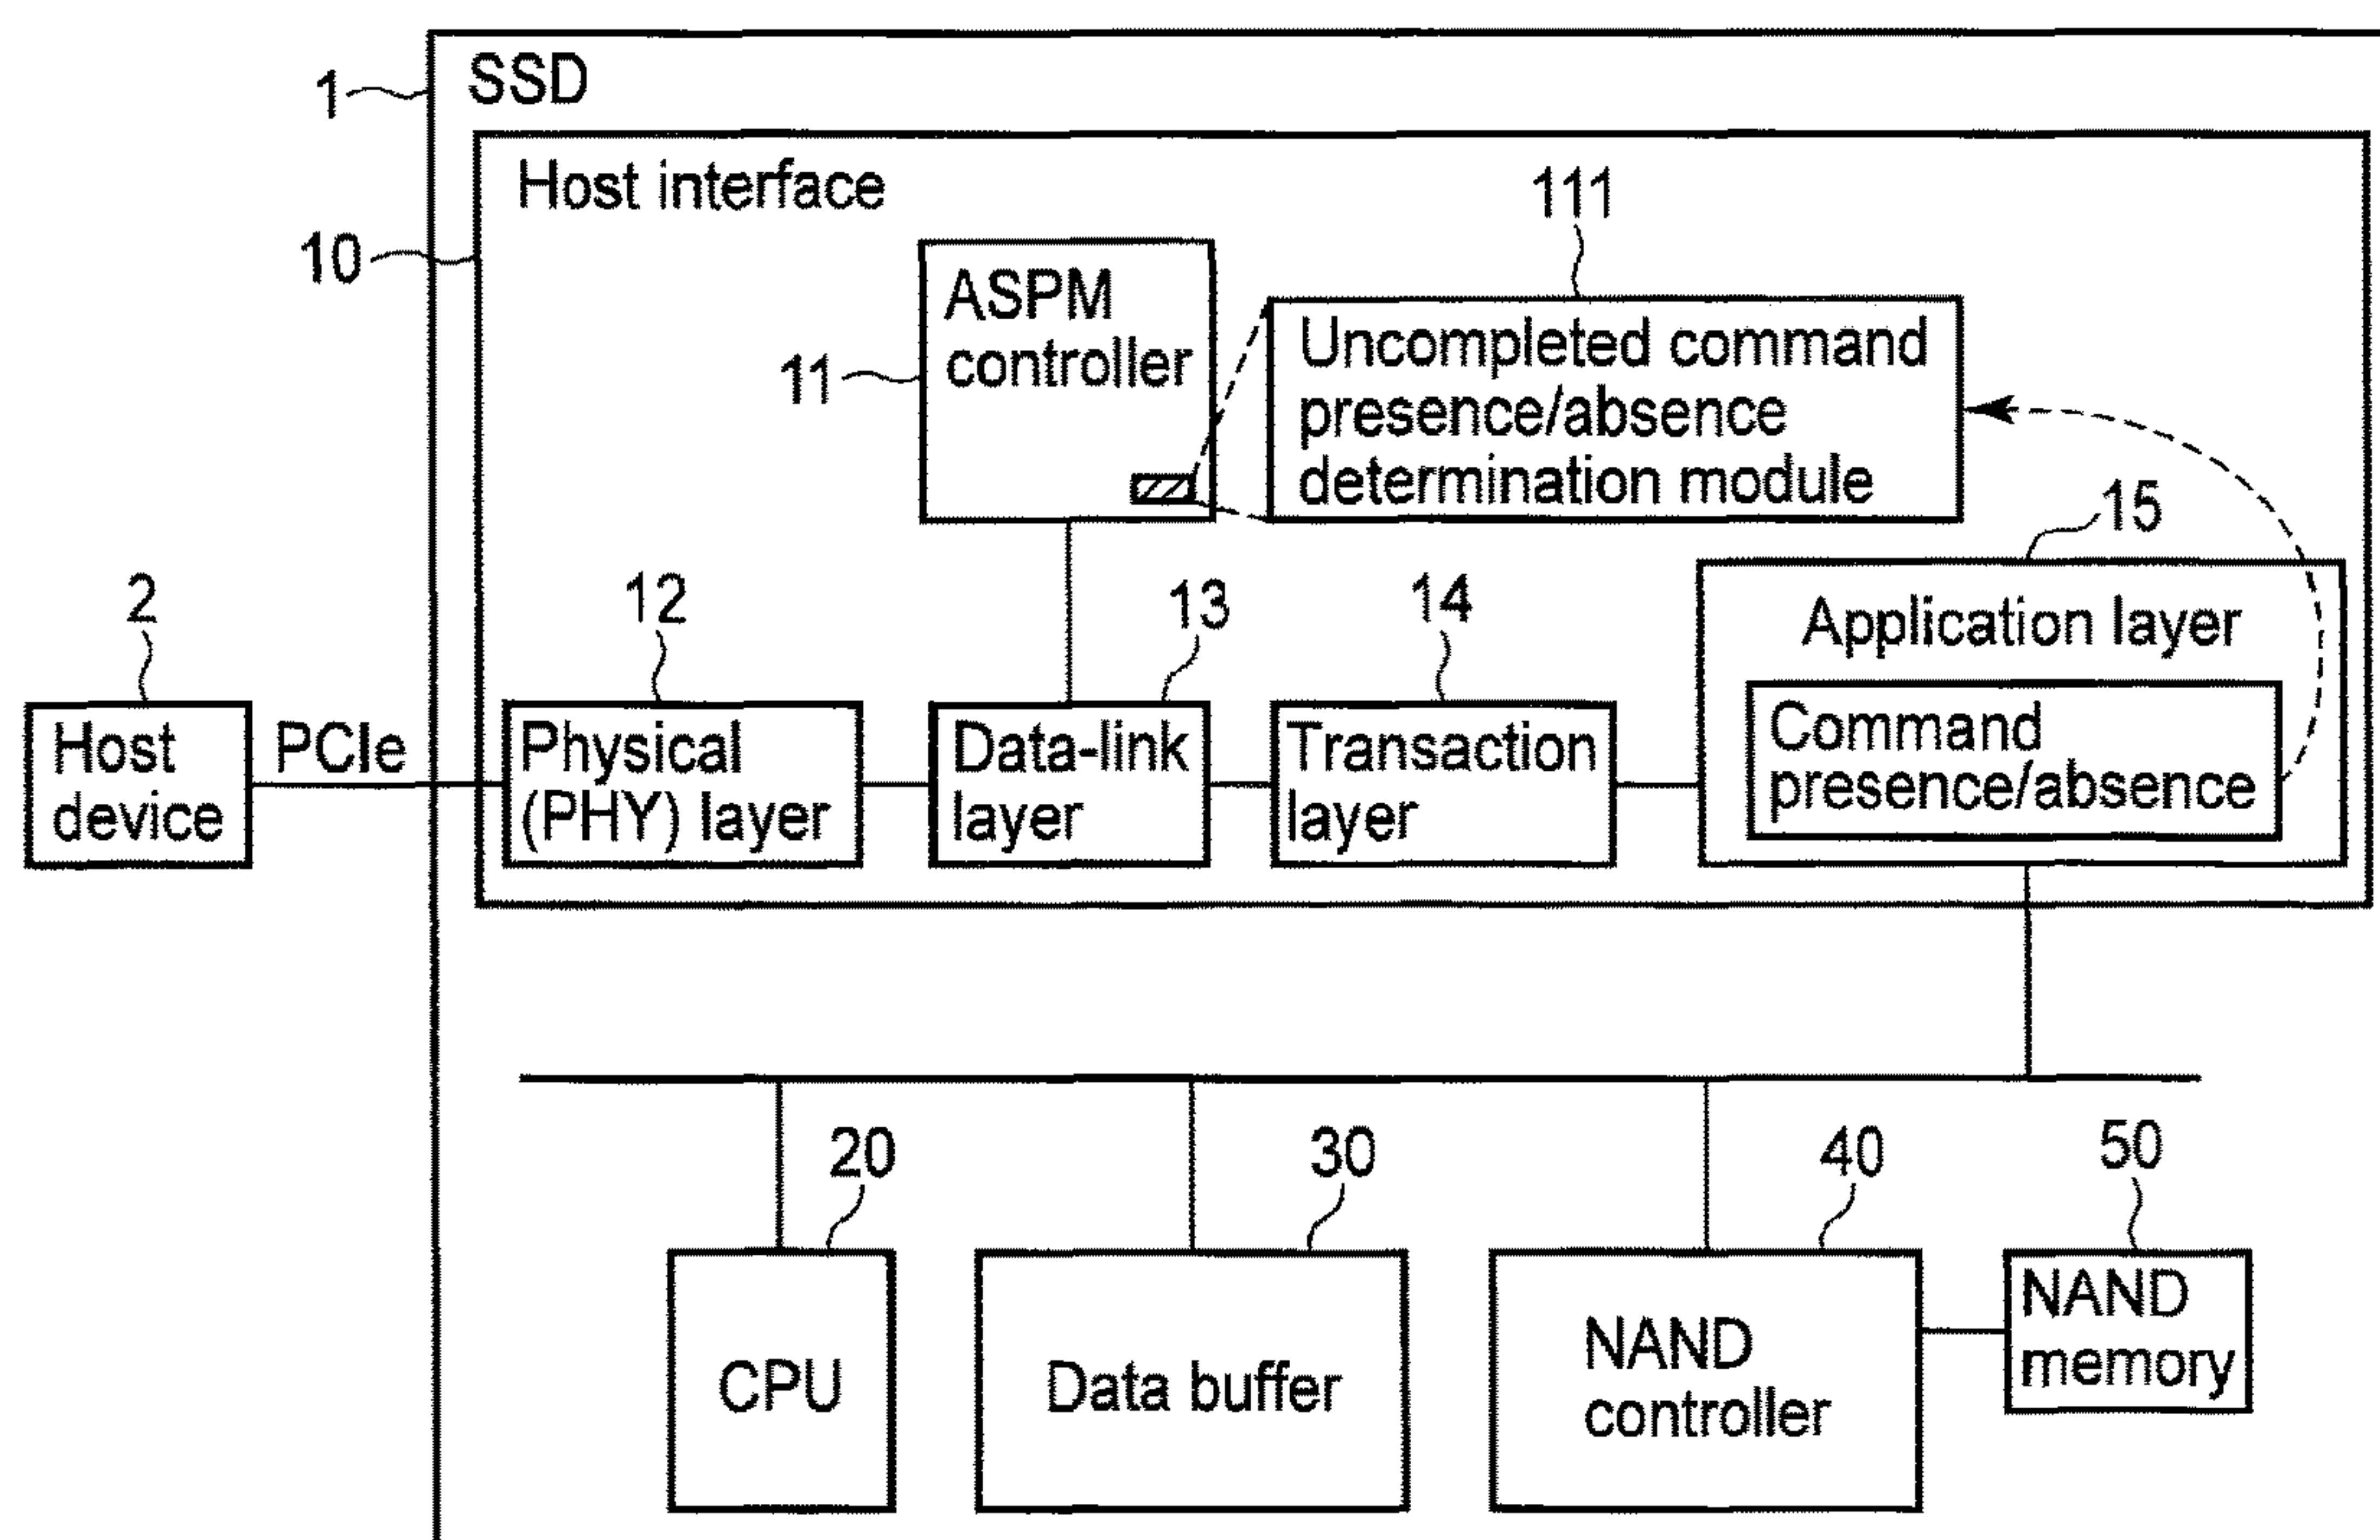 1
SSD
10
Host interface
11
ASPM
controller
111
Uncompleted command
presence/absence
determination module
2
Host
device
PCIe
12
Physical
(PHY) layer
13
Data-link
layer
14
Transaction
layer
15
Application layer
Command
presence/absence
20
CPU
30
Data buffer
40
NAND
controller
50
NAND
memory